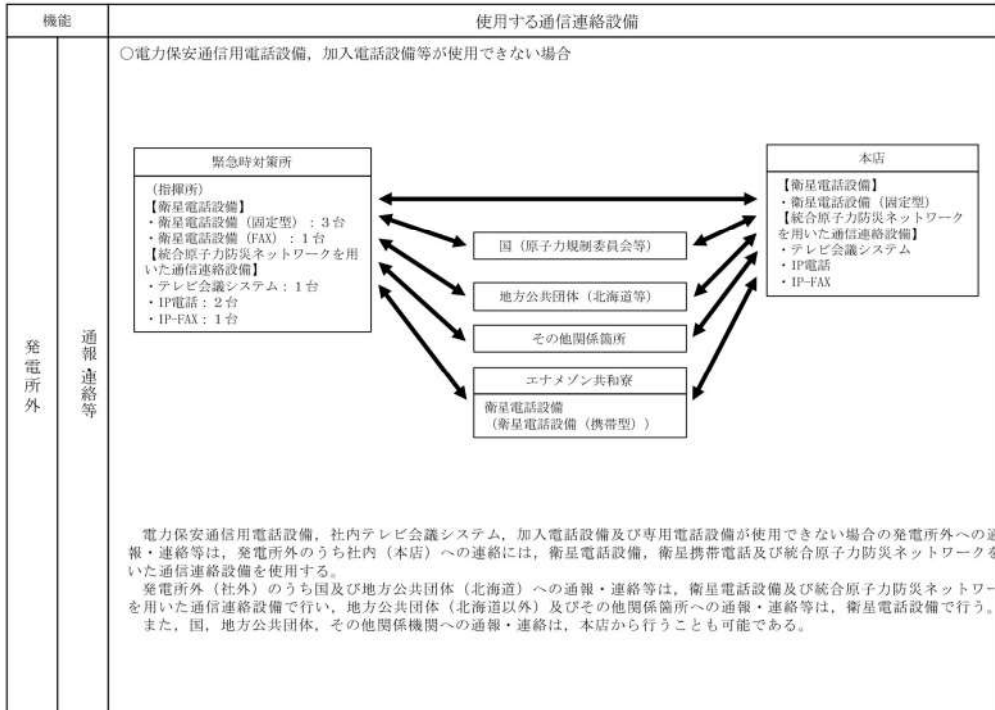 機能
使用する通信連絡設備
発電所外
通報・連絡等
○電力保安通信用電話設備，加入電話設備等が使用できない場合
緊急時対策所
（指揮所）
【衛星電話設備】
・衛星電話設備（固定型）：３台
・衛星電話設備（FAX）：１台
【統合原子力防災ネットワークを用
いた通信連絡設備】
・テレビ会議システム：１台
・IP電話：２台
・IP-FAX：１台
国（原子力規制委員会等）
地方公共団体（北海道等）
その他関係箇所
エナメゾン共和寮
衛星電話設備
（衛星電話設備（携帯型））
本店
【衛星電話設備】
・衛星電話設備（固定型）
【統合原子力防災ネットワーク
を用いた通信連絡設備】
・テレビ会議システム
・IP電話
・IP-FAX
電力保安通信用電話設備，社内テレビ会議システム，加入電話設備及び専用電話設備が使用できない場合の発電所外への通
報・連絡等は，発電所外のうち社内（本店）への連絡には，衛星電話設備，衛星携帯電話及び統合原子力防災ネットワークを
いた通信連絡設備を使用する。
発電所外（社外）のうち国及び地方公共団体（北海道）への通報・連絡等は，衛星電話設備及び統合原子力防災ネットワー
を用いた通信連絡設備で行い，地方公共団体（北海道以外）及びその他関係箇所への通報・連絡等は，衛星電話設備で行う。
また，国，地方公共団体，その他関係機関への通報・連絡は，本店から行うことも可能である。